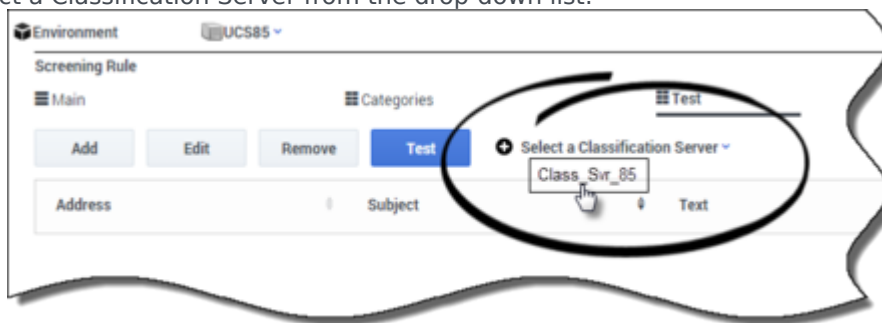 ct a Classification Server from the drop-down list.
Environment UCS85
Screening Rule
Main Categories Test
Add Edit Remove Test Select a Classification Server
Class_Svr_85
Address Subject Text